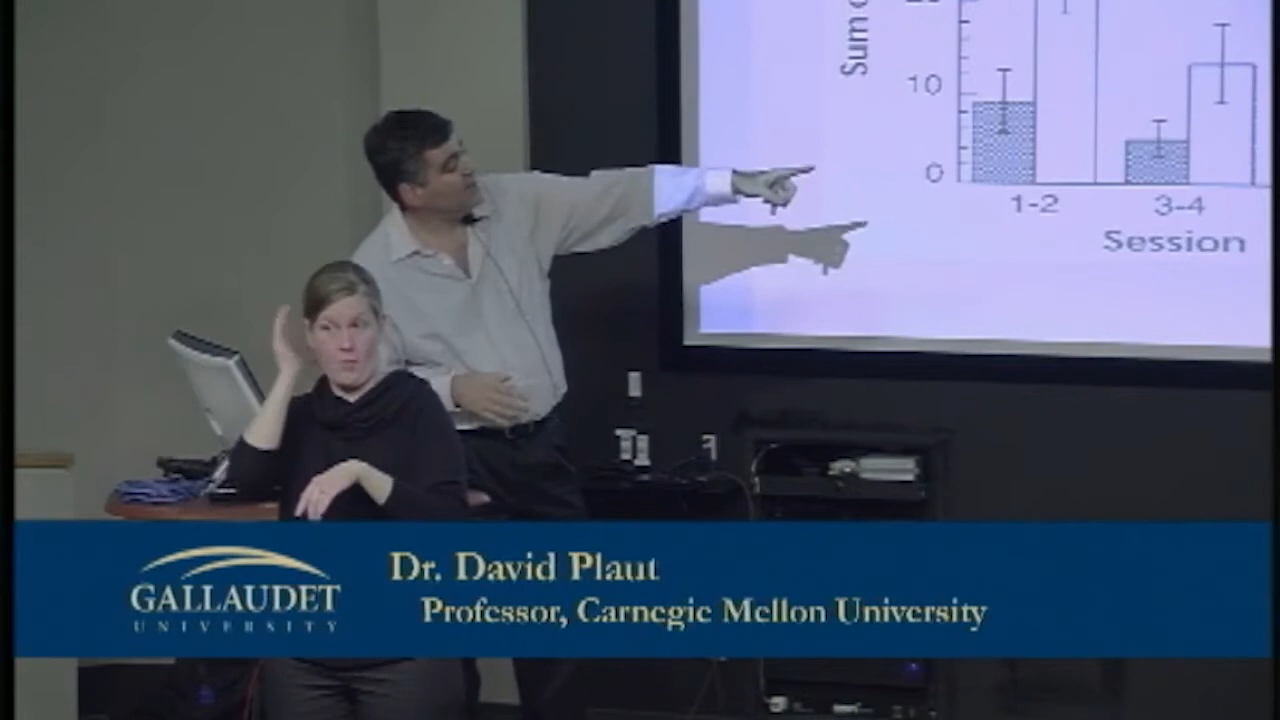 Sum
10
0
1-2
3-4
Session
Dr. David Plaut
Professor, Carnegie Mellon University
GALLAUDET
UNIVERSITY